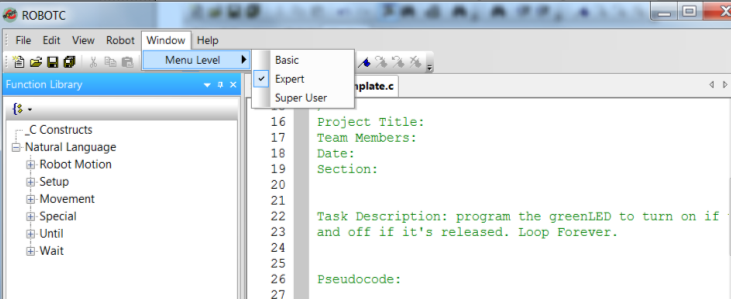 ROBOTC
File Edit View Robot Window Help
Menu Level
Basic
Expert
Super User
Function Library
mplate.c
_C Constructs
Natural Language
Robot Motion
Setup
Movement
Special
Until
Wait
16 Project Title:
17 Team Members:
18 Date:
19 Section:
20
21
22 Task Description: program the greenLED to turn on if
23 and off if it's released. Loop Forever.
24
25
26 Pseudocode:
27